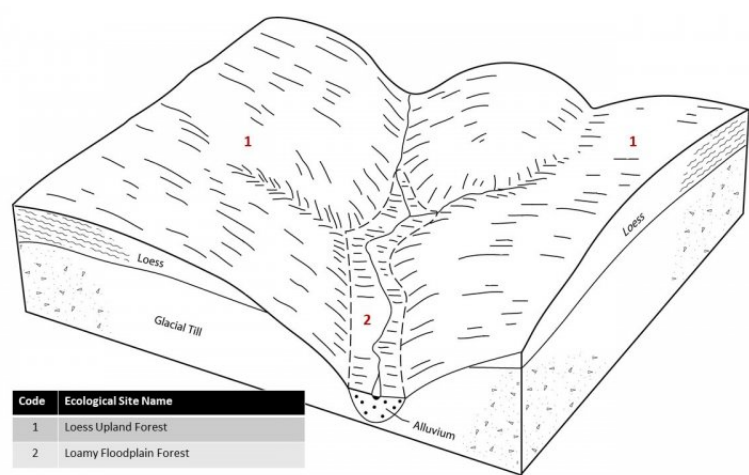 1
1
Loess
Loess
Glacial Till
2
Alluvium
Code Ecological Site Name
1 Loess Upland Forest
2 Loamy Floodplain Forest